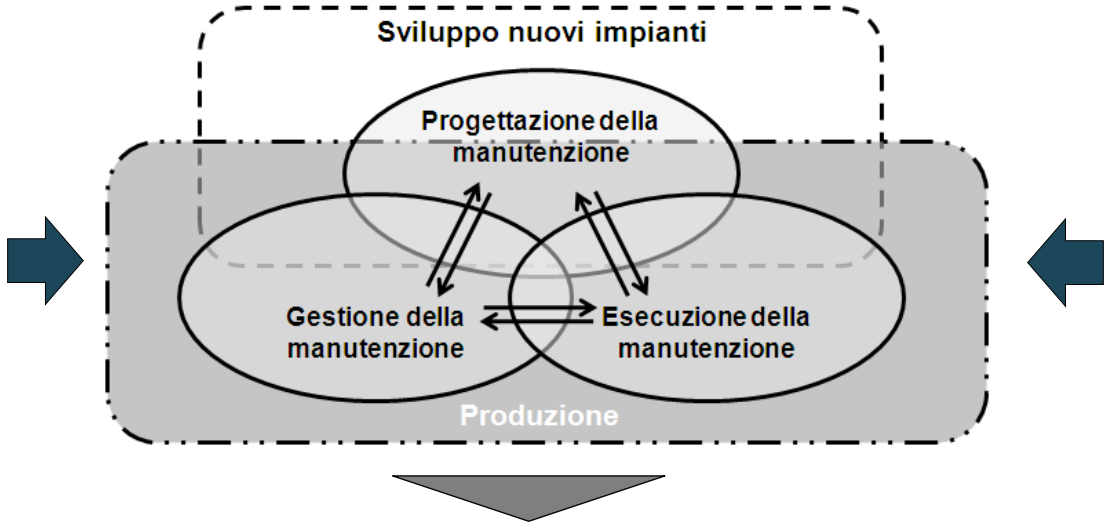 Sviluppo nuovi impianti
Progettazione della
manutenzione
Gestione della
manutenzione
Esecuzione della
manutenzione
Produzione